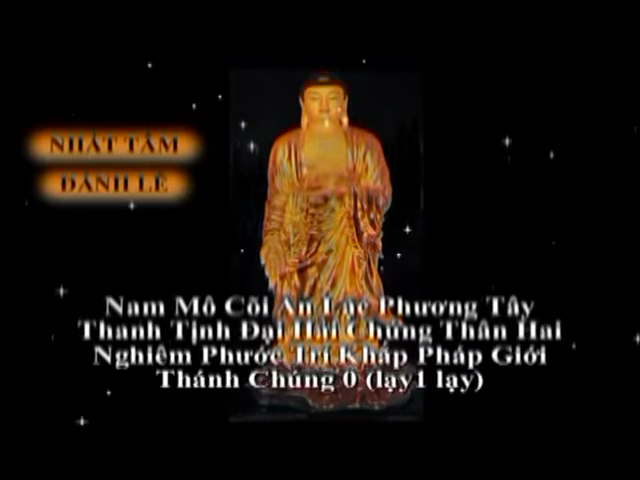 NHẤT TÂM
ĐẢNH LỄ
Nam Mô Cõi An Lạc Phương Tây
Thanh Tịnh Đại Hải Chúng Thân Hai
Nghiêm Phước Trí Khắp Pháp Giới
Thánh Chúng 0 (lạy1 lạy)